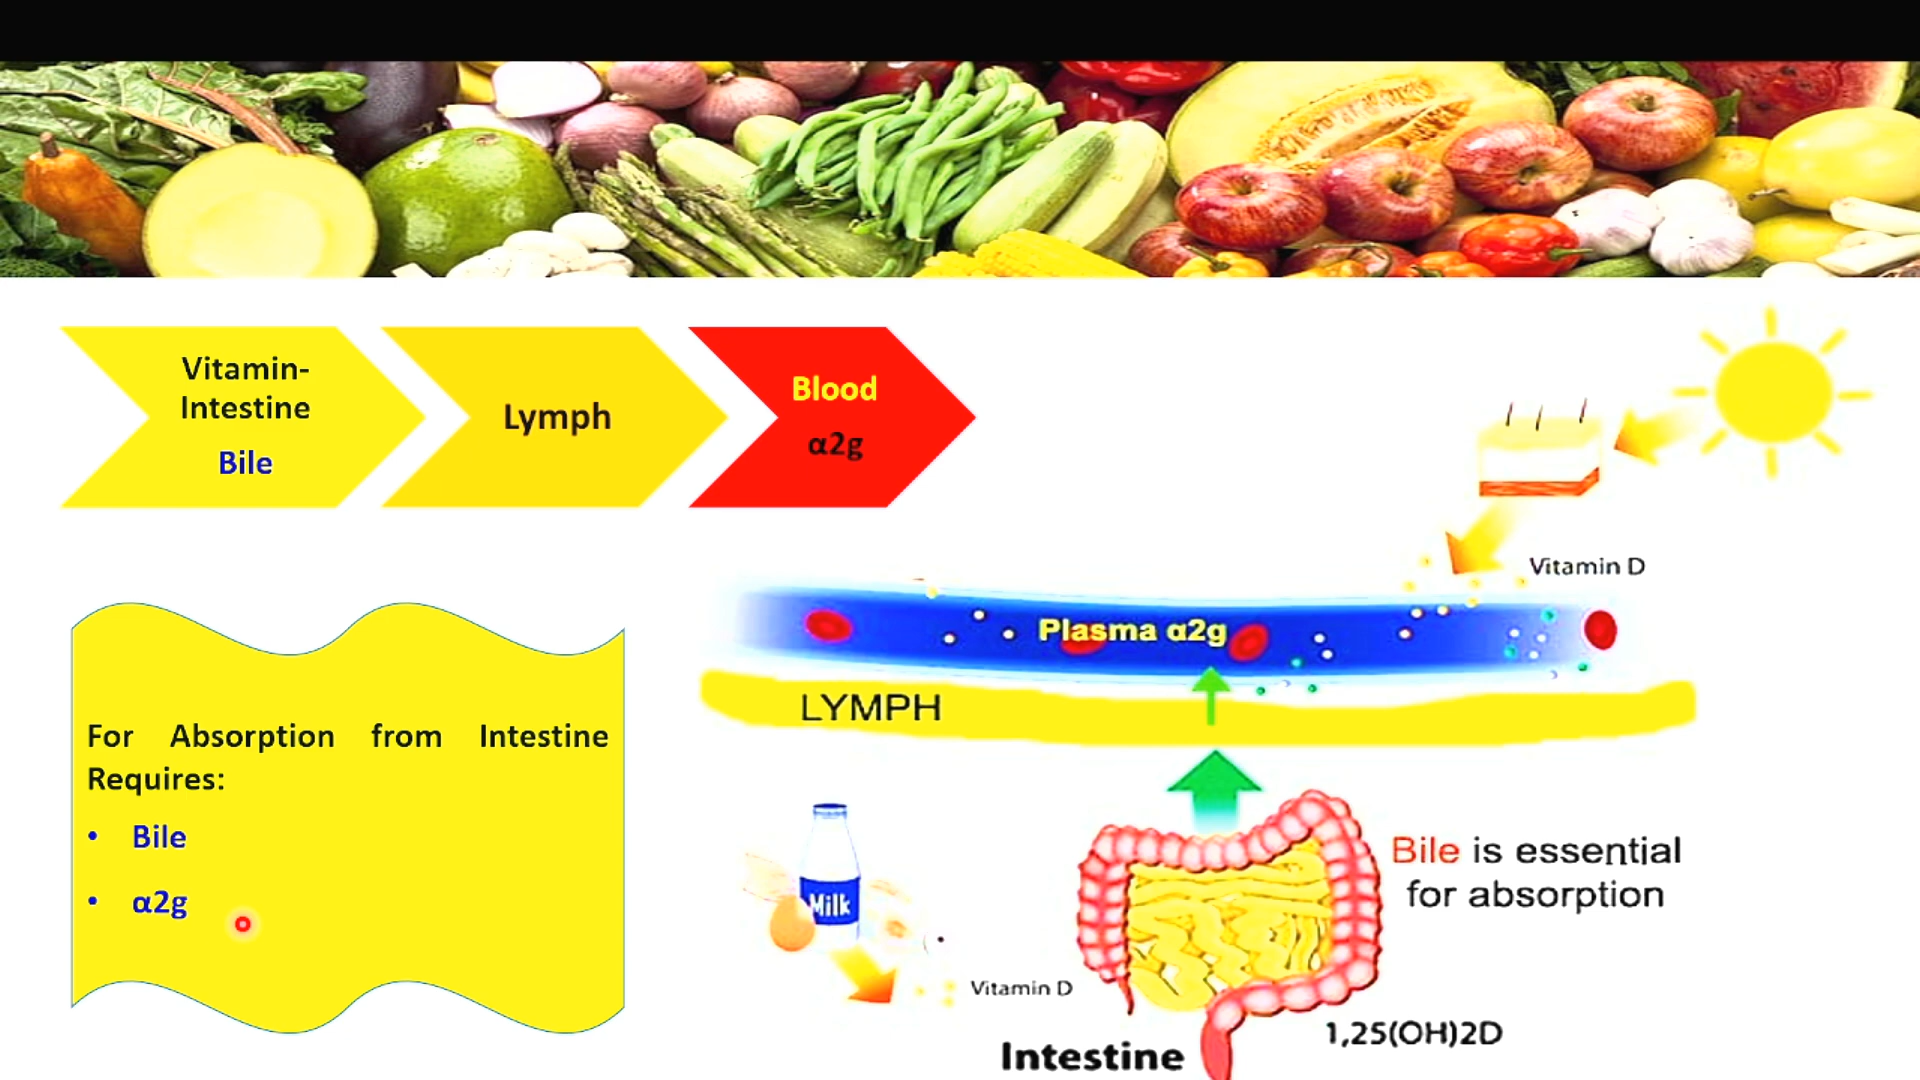 Vitamin-
Intestine
Bile
Lymph
Blood
α2g
Vitamin D
Plasma α2g
LYMPH
For Absorption from Intestine
Requires:
• Bile
• α2g
Milk
Bile is essential
for absorption
Vitamin D
1,25(OH)2D
Intestine